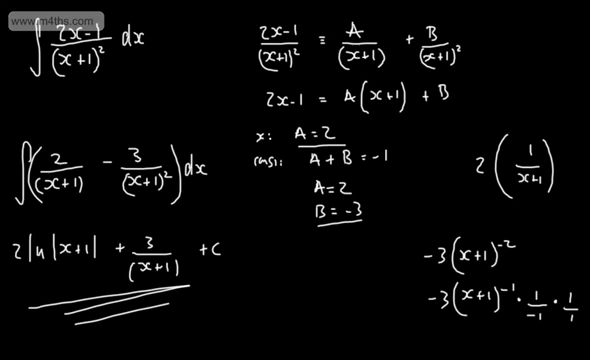 www.m4ths.com
∫ (2x-1)/(x+1)² dx
(2x-1)/(x+1)² ≡ A/(x+1) + B/(x+1)²
2x-1 = A(x+1) + B
x: A=2
cons: A + B = -1
A=2
B=-3
∫(2/(x+1) - 3/(x+1)²)dx
2ln|x+1| + 3/(x+1) + C
2(1/(x+1))
-3(x+1)⁻²
-3(x+1)⁻¹ · 1/-1 · 1/1